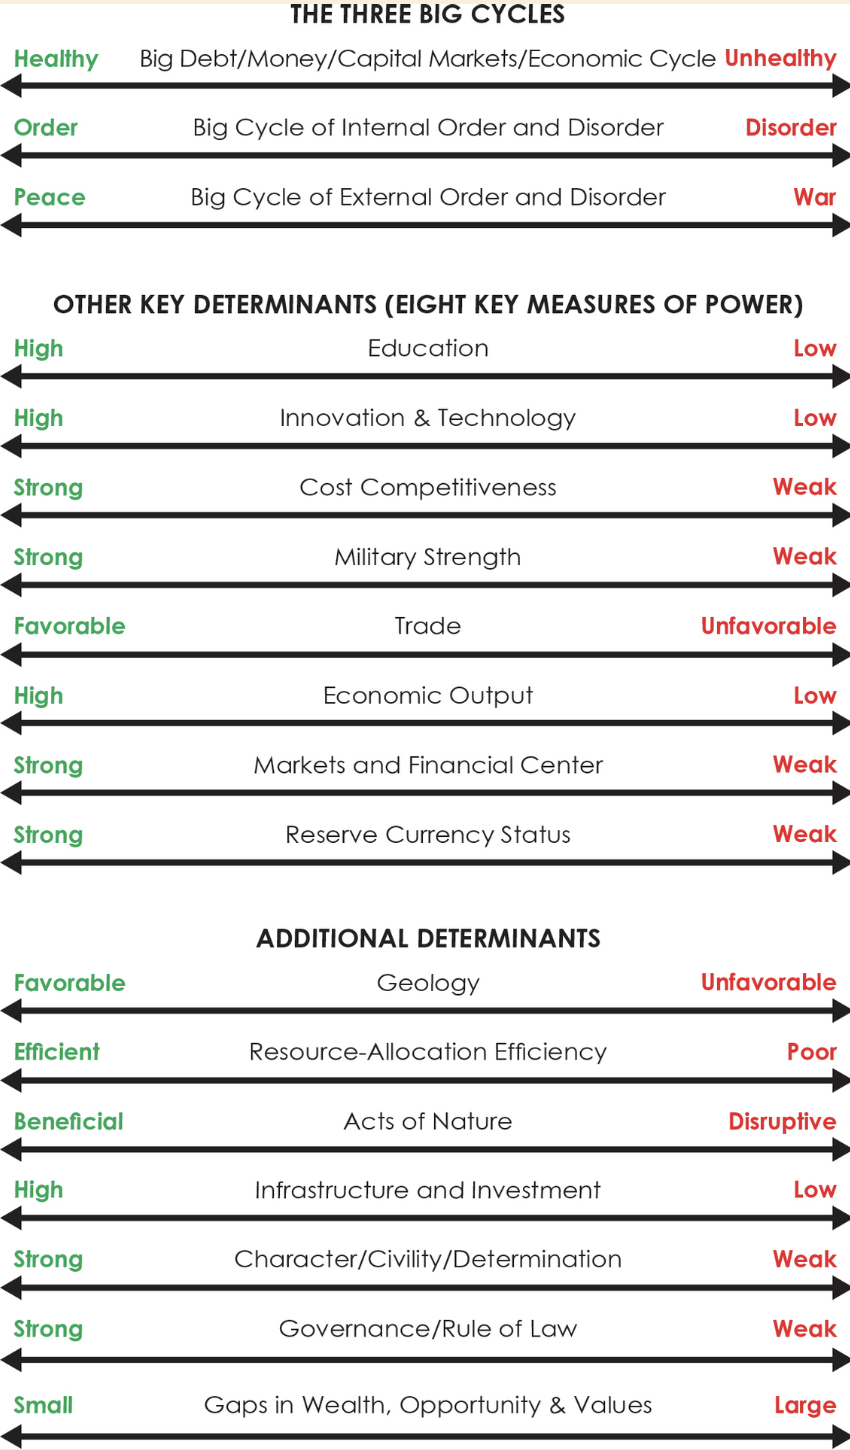 THE THREE BIG CYCLES
Healthy Big Debt/Money/Capital Markets/Economic Cycle Unhealthy
Order Big Cycle of Internal Order and Disorder Disorder
Peace Big Cycle of External Order and Disorder War
OTHER KEY DETERMINANTS (EIGHT KEY MEASURES OF POWER)
High Education Low
High Innovation & Technology Low
Strong Cost Competitiveness Weak
Strong Military Strength Weak
Favorable Trade Unfavorable
High Economic Output Low
Strong Markets and Financial Center Weak
Strong Reserve Currency Status Weak
ADDITIONAL DETERMINANTS
Favorable Geology Unfavorable
Efficient Resource-Allocation Efficiency Poor
Beneficial Acts of Nature Disruptive
High Infrastructure and Investment Low
Strong Character/Civility/Determination Weak
Strong Governance/Rule of Law Weak
Small Gaps in Wealth, Opportunity & Values Large